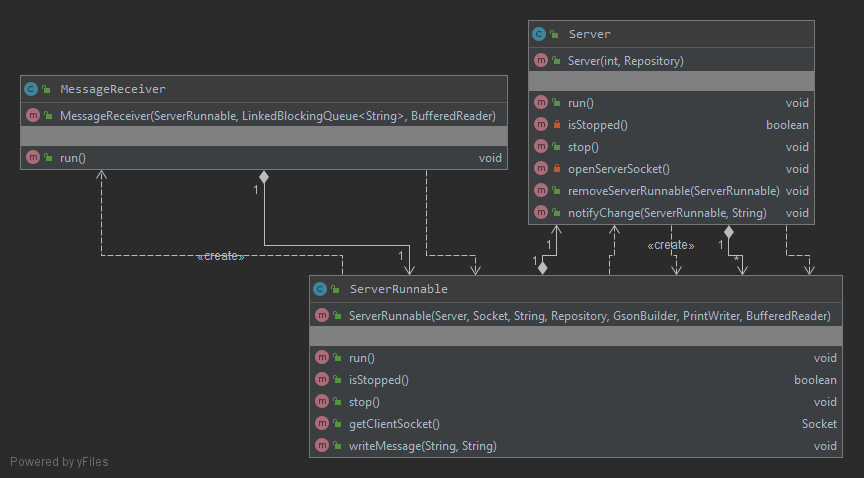 Server
Server(int, Repository)
run() void
isStopped() boolean
stop() void
openServerSocket() void
removeServerRunnable(ServerRunnable) void
notifyChange(ServerRunnable, String) void
MessageReceiver
MessageReceiver(ServerRunnable, LinkedBlockingQueue<String>, BufferedReader)
run() void
1
1
«create»
1
1
«create»
1
*
ServerRunnable
ServerRunnable(Server, Socket, String, Repository, GsonBuilder, PrintWriter, BufferedReader)
run() void
isStopped() boolean
stop() void
getClientSocket() Socket
writeMessage(String, String) void
Powered by yFiles